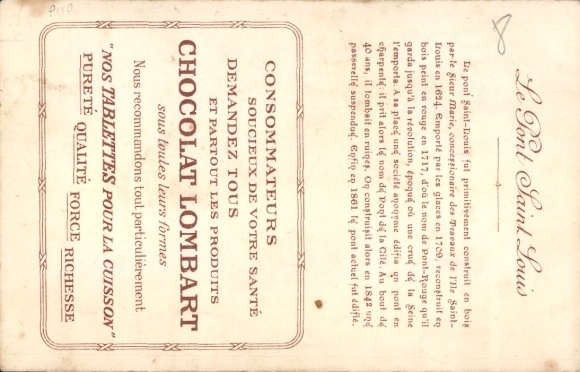 Le Pont Saint Louis
Le pont Saint-Louis fut primitivement construit en bois
par le Sieur Marie, concessionnaire des Travaux de l'Ile Saint-
Louis en 1624. Emporté par les glaces en 1709, reconstruit en
bois peint en rouge en 1717, d'où le nom de Pont-Rouge qu'il
garda jusqu'à la révolution, époque où une crue de la Seine
l'emporta. A sa place une société anonyme édifia un pont en
charpente; il prit alors le nom de Pont de la Cité. Au bout de
40 ans, il tombait en ruines. On construisit alors en 1842 une
passerelle suspendue. Enfin en 1861 le pont actuel fut édifié.
CONSOMMATEURS
SOUCIEUX DE VOTRE SANTÉ
DEMANDEZ TOUS
ET PARTOUT LES PRODUITS
CHOCOLAT LOMBART
sous toutes leurs formes
Nous recommandons tout particulièrement
"NOS TABLETTES POUR LA CUISSON"
PURETÉ QUALITÉ FORCE RICHESSE
8